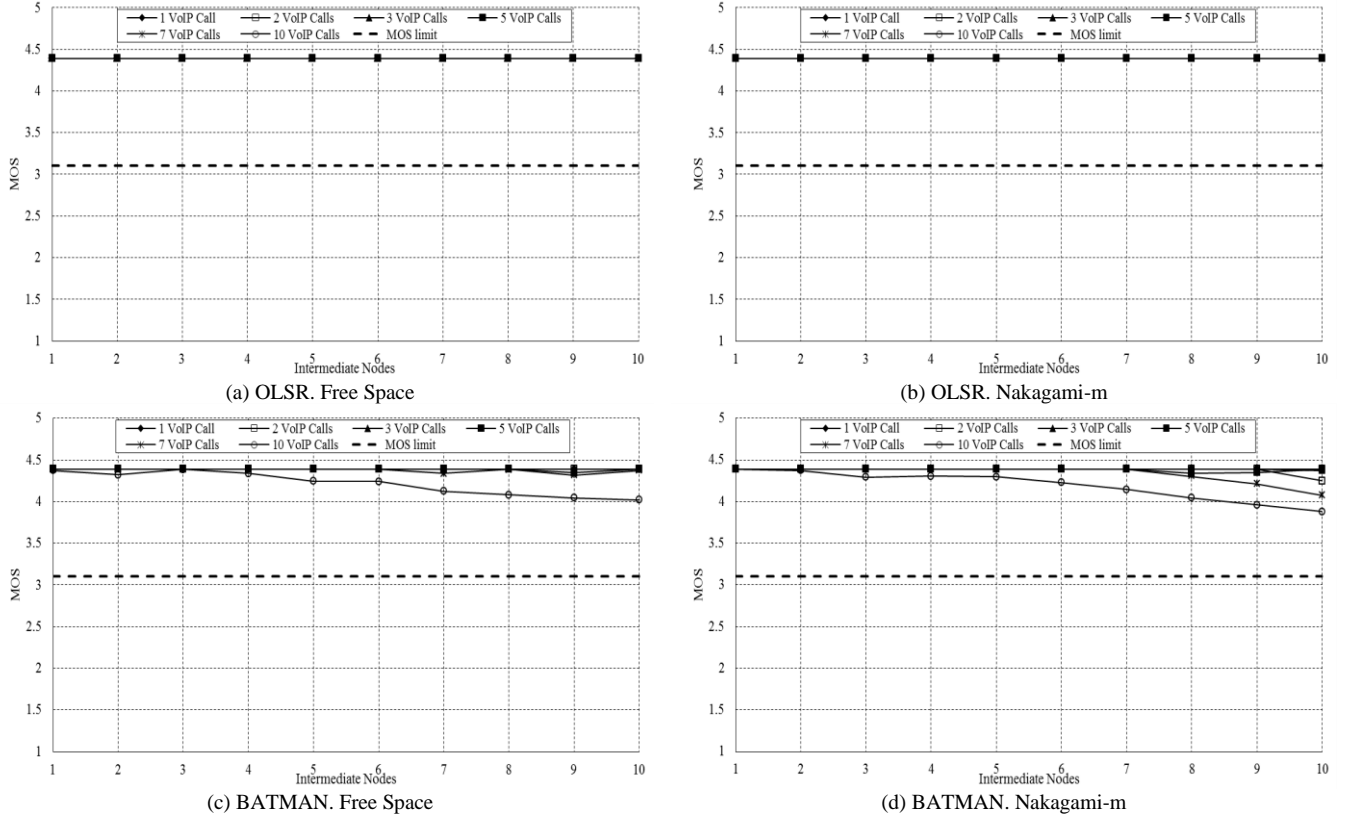 5
1 VoIP Call 2 VoIP Calls 3 VoIP Calls 5 VoIP Calls
7 VoIP Calls 10 VoIP Calls MOS limit
4.5
4
3.5
3
MOS
2.5
2
1.5
1
1 2 3 4 5 6 7 8 9 10
Intermediate Nodes
(a) OLSR. Free Space
5
1 VoIP Call 2 VoIP Calls 3 VoIP Calls 5 VoIP Calls
7 VoIP Calls 10 VoIP Calls MOS limit
4.5
4
3.5
3
MOS
2.5
2
1.5
1
1 2 3 4 5 6 7 8 9 10
Intermediate Nodes
(b) OLSR. Nakagami-m
5
1 VoIP Call 2 VoIP Calls 3 VoIP Calls 5 VoIP Calls
7 VoIP Calls 10 VoIP Calls MOS limit
4.5
4
3.5
3
MOS
2.5
2
1.5
1
1 2 3 4 5 6 7 8 9 10
Intermediate Nodes
(c) BATMAN. Free Space
5
1 VoIP Call 2 VoIP Calls 3 VoIP Calls 5 VoIP Calls
7 VoIP Calls 10 VoIP Calls MOS limit
4.5
4
3.5
3
MOS
2.5
2
1.5
1
1 2 3 4 5 6 7 8 9 10
Intermediate Nodes
(d) BATMAN. Nakagami-m